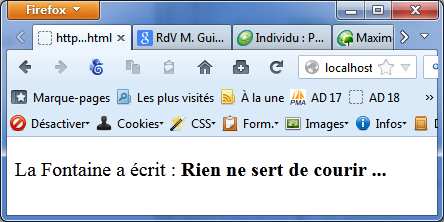 Firefox
http...html RdV M. Gui... Individu : P... Maxim
localhost
Marque-pages Les plus visités À la une AD 17 AD 18 »
Désactiver Cookies CSS Form. Images Infos »
La Fontaine a écrit : Rien ne sert de courir ...